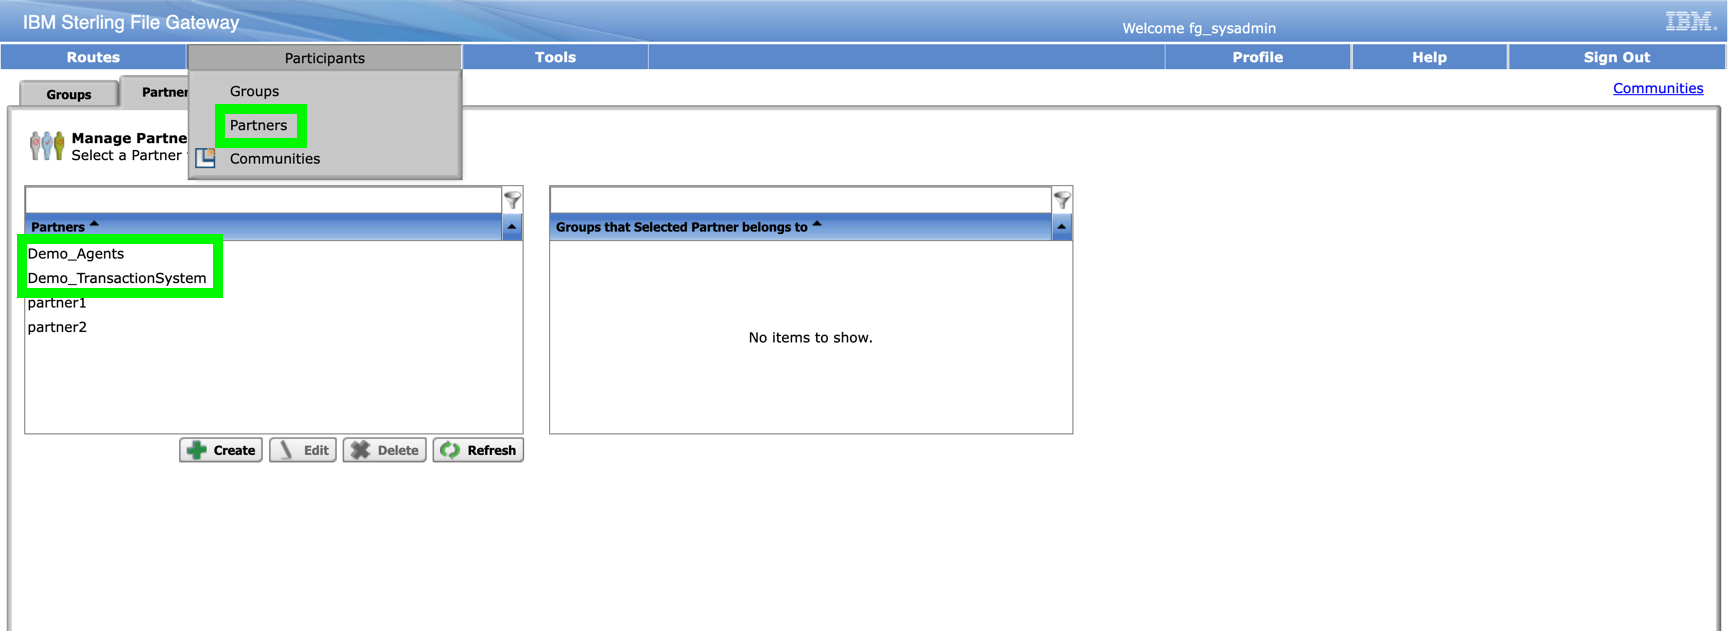 IBM Sterling File Gateway
Welcome fg_sysadmin
IBM.
Routes
Participants
Tools
Profile
Help
Sign Out
Groups
Partners
Communities
Groups
Partner
Communities
Manage Partne
Select a Partner
Partners
Demo_Agents
Demo_TransactionSystem
partner1
partner2
Groups that Selected Partner belongs to
No items to show.
Create
Edit
Delete
Refresh